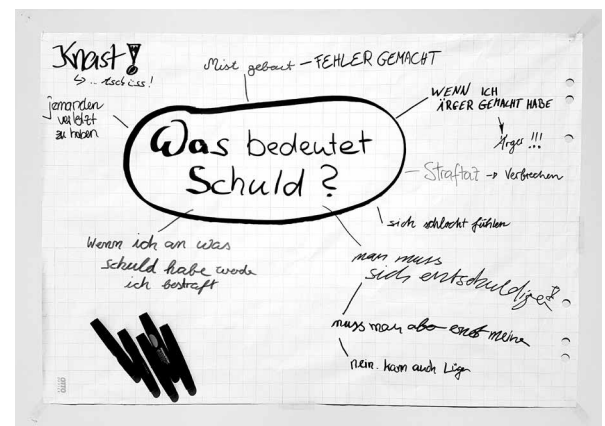 Knast!
↳ ... tschüss!
Mist gebaut – FEHLER GEMACHT
jemanden
verletzt
zu haben
WENN ICH
ÄRGER GEMACHT HABE
Ärger !!!
Was bedeutet
Schuld ?
Straftat → Verbrechen
sich schlecht fühlen
Wenn ich an was
schuld habe werde
ich bestraft
man muss
sich entschuldigen
muss man aber ernst meine
nein. kann auch Lügen